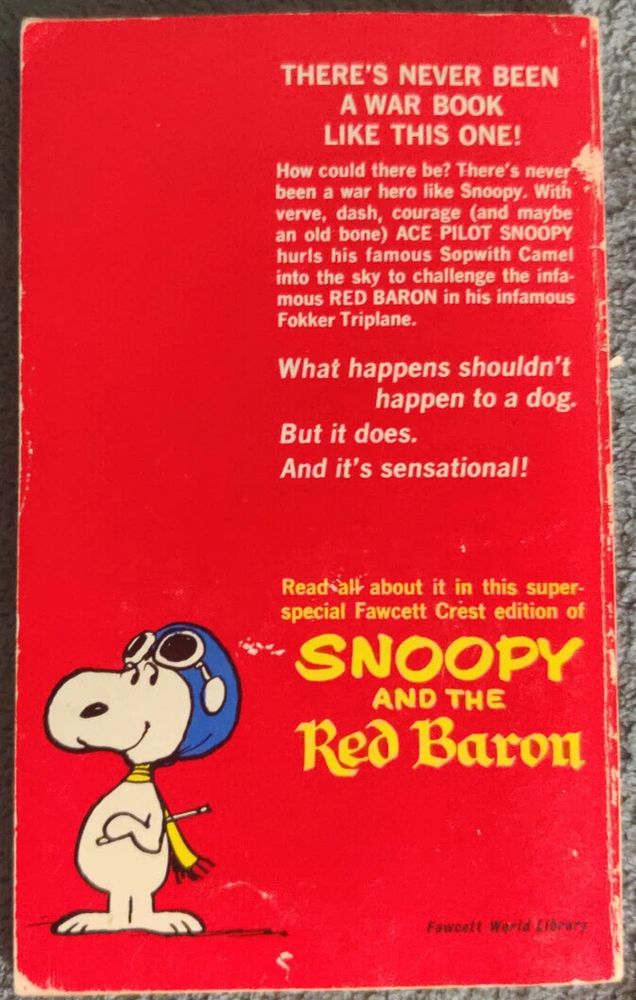 THERE'S NEVER BEEN
A WAR BOOK
LIKE THIS ONE!
How could there be? There's never
been a war hero like Snoopy. With
verve, dash, courage (and maybe
an old bone) ACE PILOT SNOOPY
hurls his famous Sopwith Camel
into the sky to challenge the infa-
mous RED BARON in his infamous
Fokker Triplane.
What happens shouldn't
happen to a dog.
But it does.
And it's sensational!
Read all about it in this super-
special Fawcett Crest edition of
SNOOPY
AND THE
Red Baron
Fawcett World Library